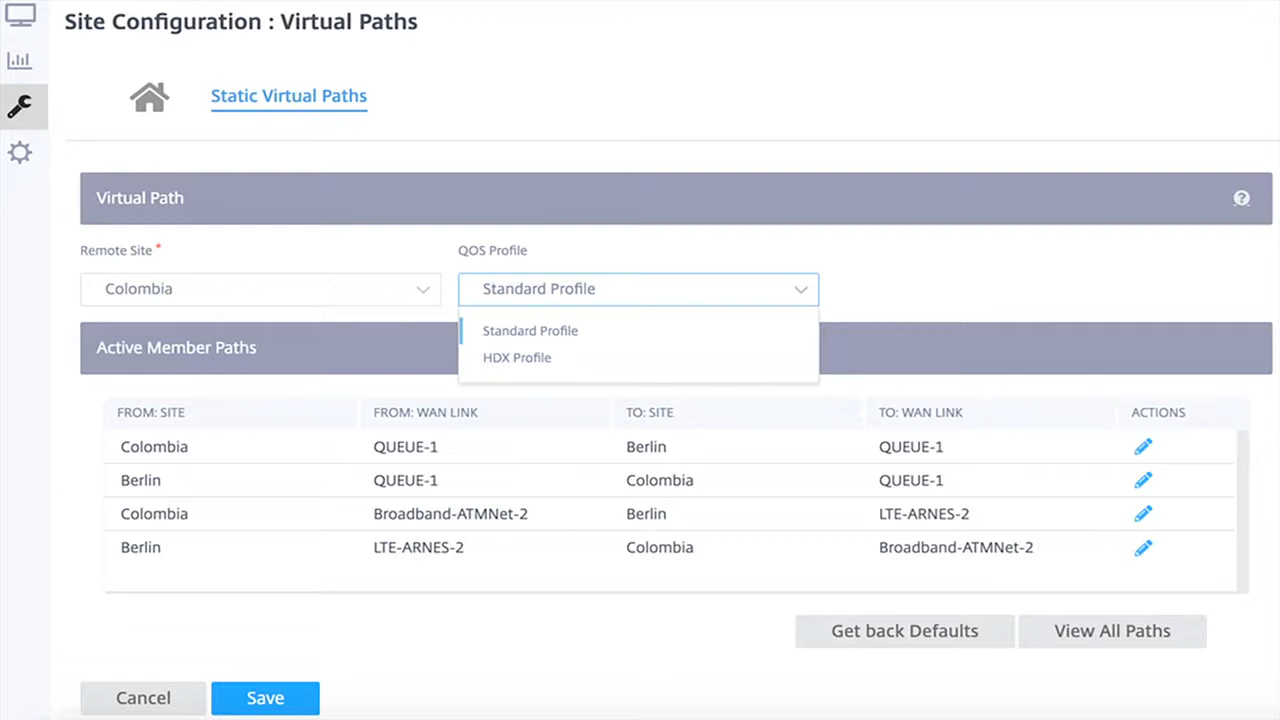 Site Configuration : Virtual Paths
Static Virtual Paths
Virtual Path
Remote Site *
QOS Profile
Colombia
Standard Profile
Standard Profile
HDX Profile
Active Member Paths
FROM: SITE FROM: WAN LINK TO: SITE TO: WAN LINK ACTIONS
Colombia QUEUE-1 Berlin QUEUE-1
Berlin QUEUE-1 Colombia QUEUE-1
Colombia Broadband-ATMNet-2 Berlin LTE-ARNES-2
Berlin LTE-ARNES-2 Colombia Broadband-ATMNet-2
Get back Defaults
View All Paths
Cancel
Save